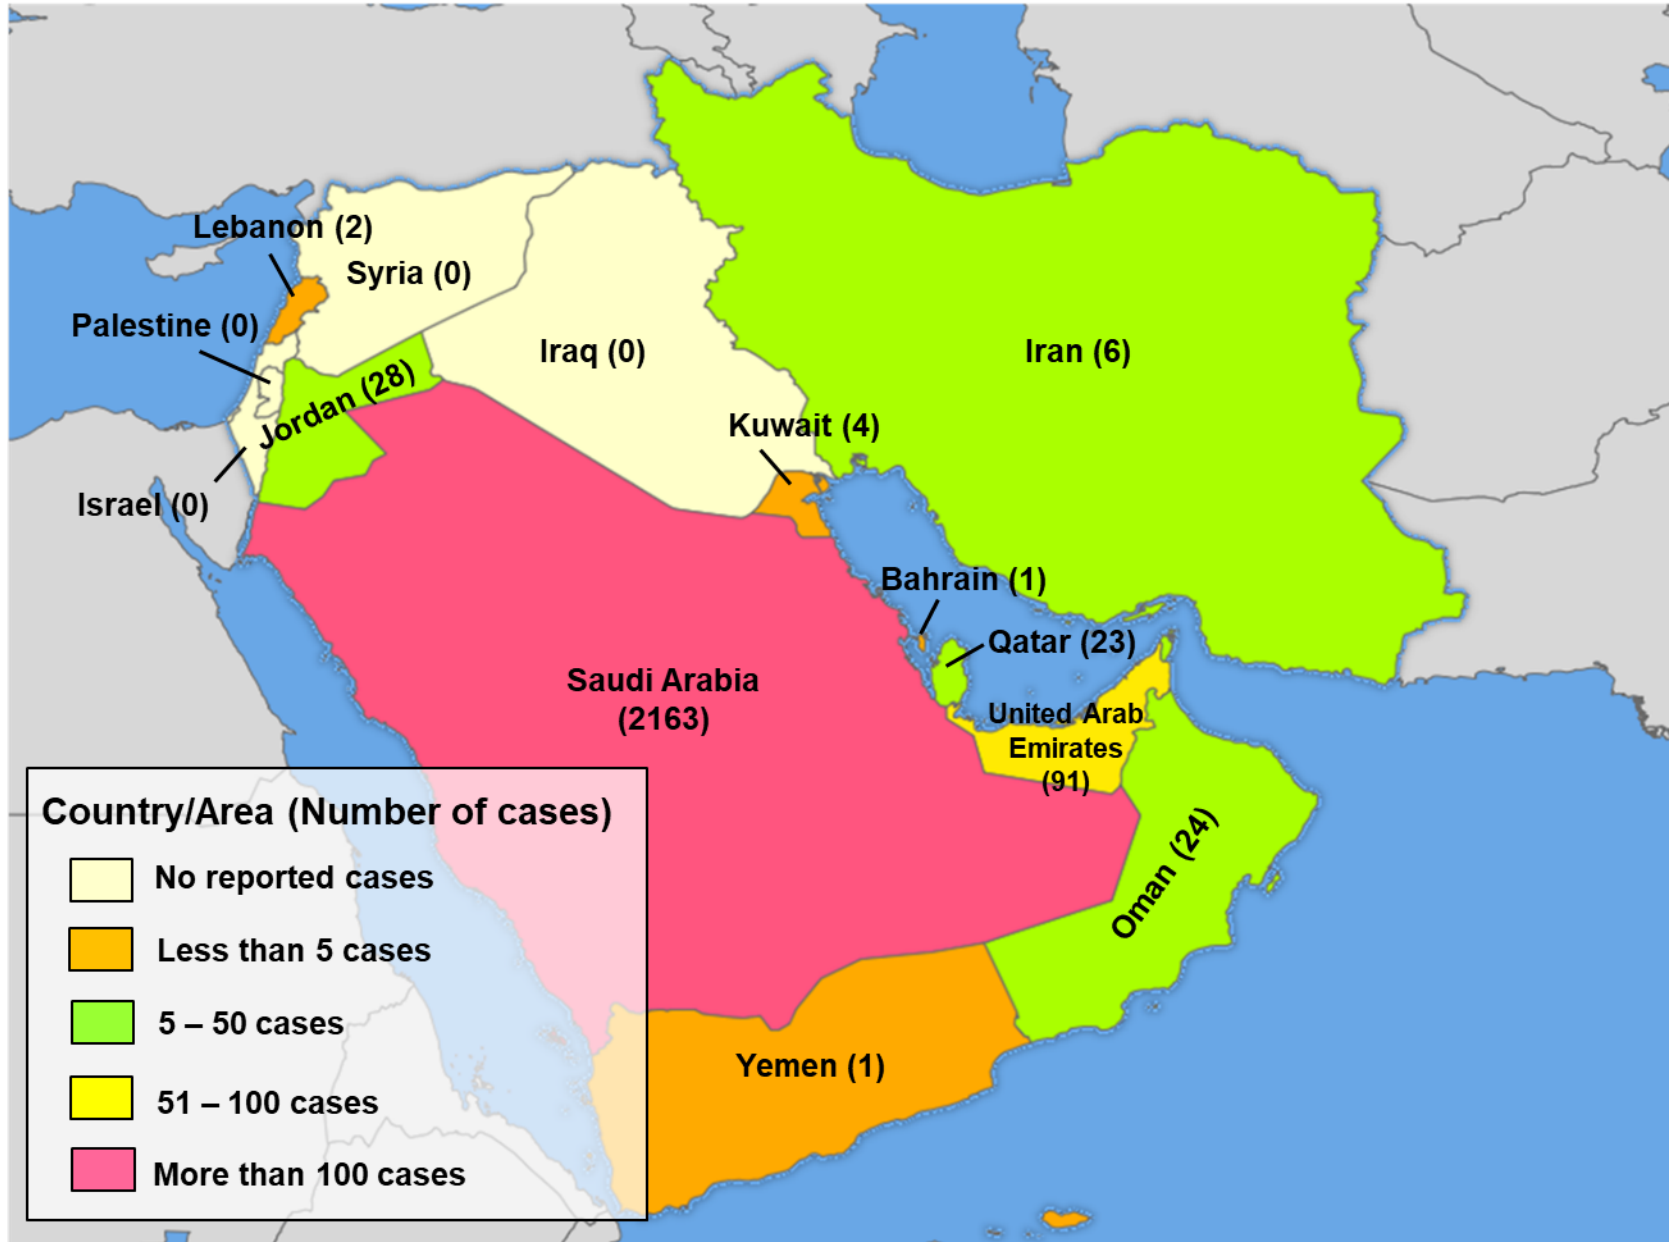 Lebanon (2)
Syria (0)
Palestine (0)
Iraq (0)
Iran (6)
Jordan (28)
Kuwait (4)
Israel (0)
Bahrain (1)
Qatar (23)
Saudi Arabia
(2163)
United Arab
Emirates
(91)
Oman (24)
Yemen (1)
Country/Area (Number of cases)
No reported cases
Less than 5 cases
5 – 50 cases
51 – 100 cases
More than 100 cases